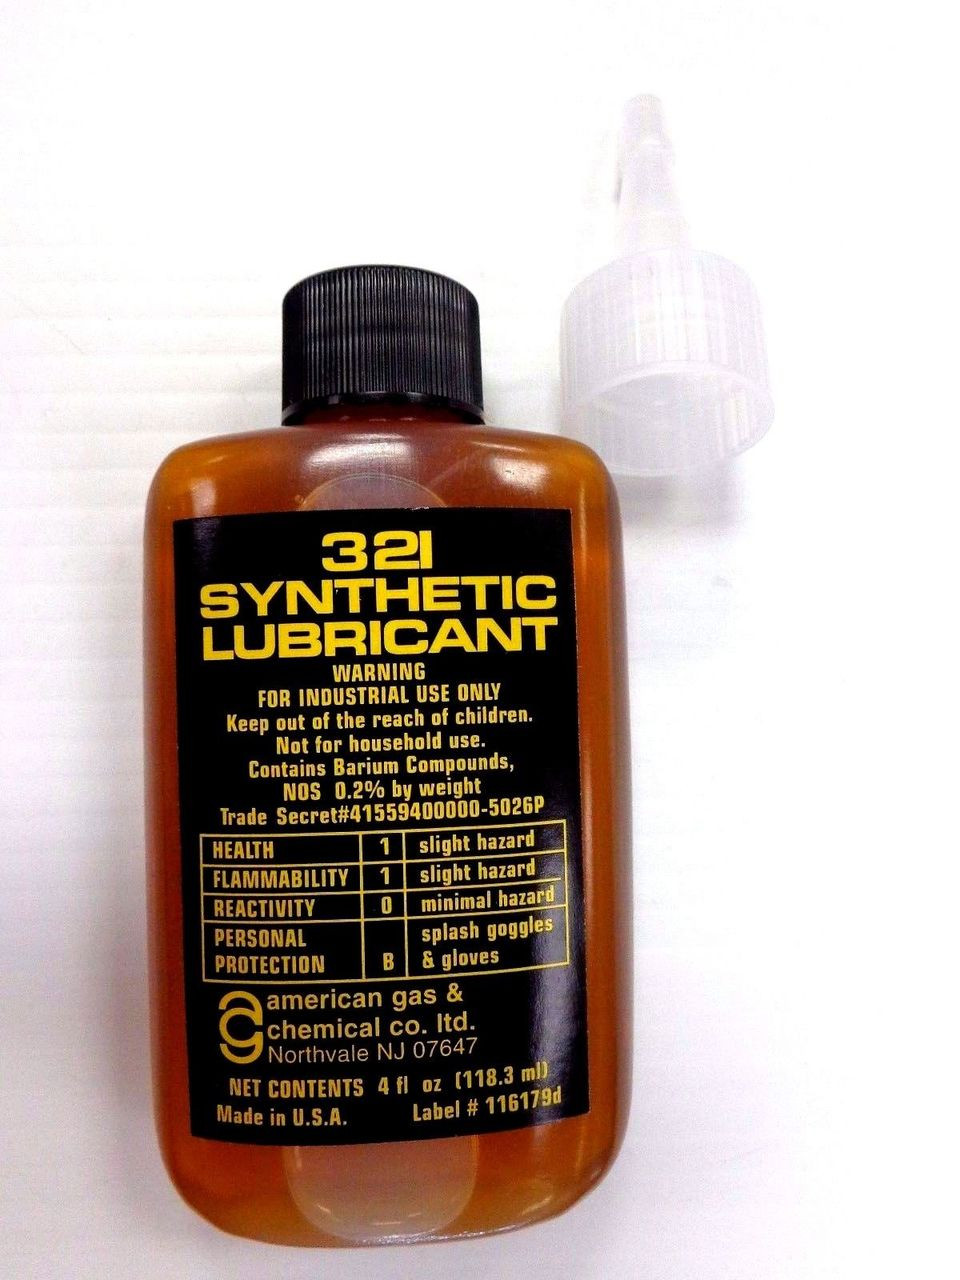 321
SYNTHETIC
LUBRICANT
WARNING
FOR INDUSTRIAL USE ONLY
Keep out of the reach of children.
Not for household use.
Contains Barium Compounds,
NOS 0.2% by weight
Trade Secret#41559400000-5026P
HEALTH 1 slight hazard
FLAMMABILITY 1 slight hazard
REACTIVITY 0 minimal hazard
PERSONAL splash goggles
PROTECTION B & gloves
american gas &
chemical co. ltd.
Northvale NJ 07647
NET CONTENTS 4 fl oz (118.3 ml)
Made in U.S.A. Label # 116179d